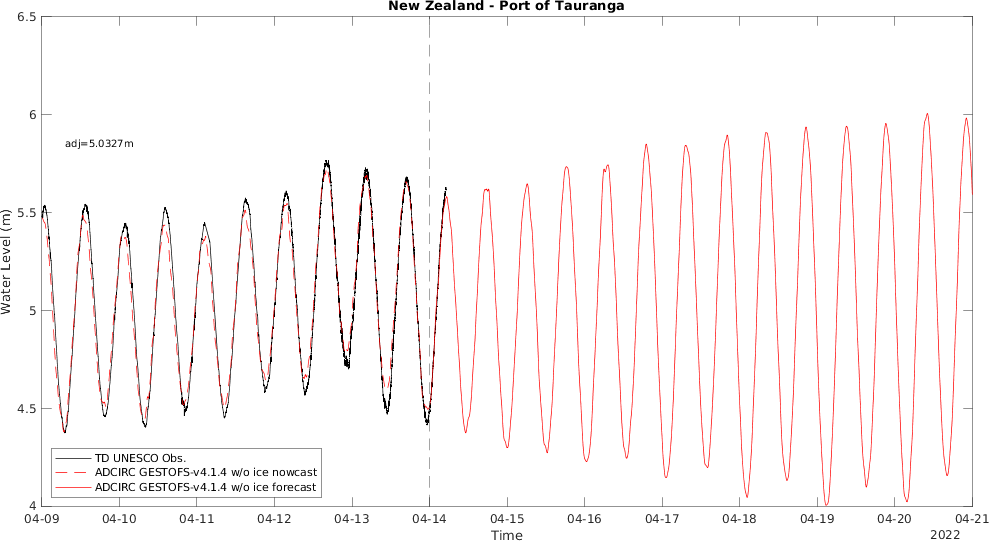 New Zealand - Port of Tauranga
6.5
6
5.5
5
4.5
4
Water Level (m)
adj=5.0327m
TD UNESCO Obs.
ADCIRC GESTOFS-v4.1.4 w/o ice nowcast
ADCIRC GESTOFS-v4.1.4 w/o ice forecast
04-09 04-10 04-11 04-12 04-13 04-14 04-15 04-16 04-17 04-18 04-19 04-20 04-21
Time
2022